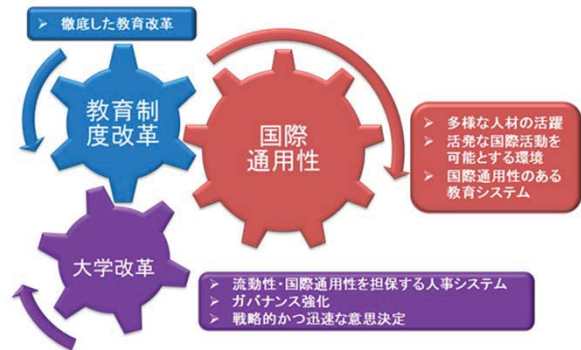 徹底した教育改革
教育制
度改革
国際
通用性
多様な人材の活躍
活発な国際活動を
可能とする環境
国際通用性のある
教育システム
大学改革
流動性・国際通用性を担保する人事システム
ガバナンス強化
戦略的かつ迅速な意思決定